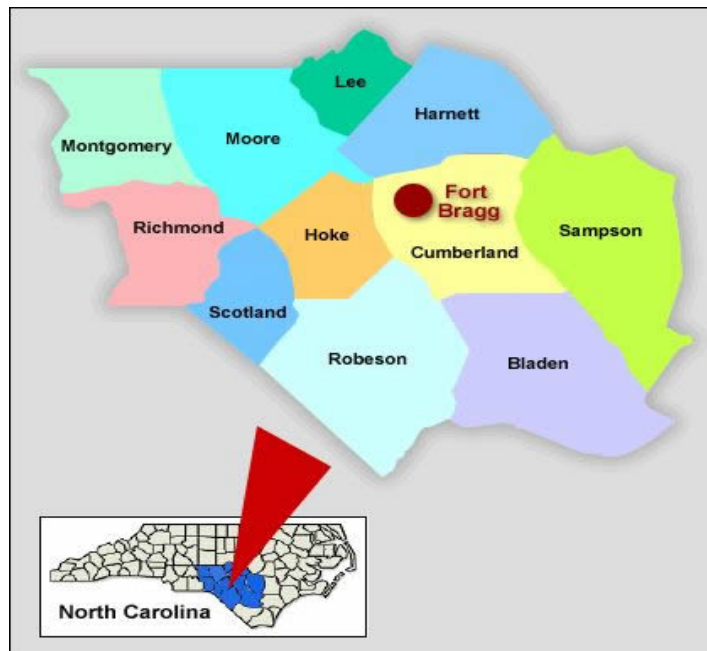 Lee
Harnett
Moore
Montgomery
Fort
Bragg
Richmond
Hoke
Sampson
Cumberland
Scotland
Robeson
Bladen
North Carolina